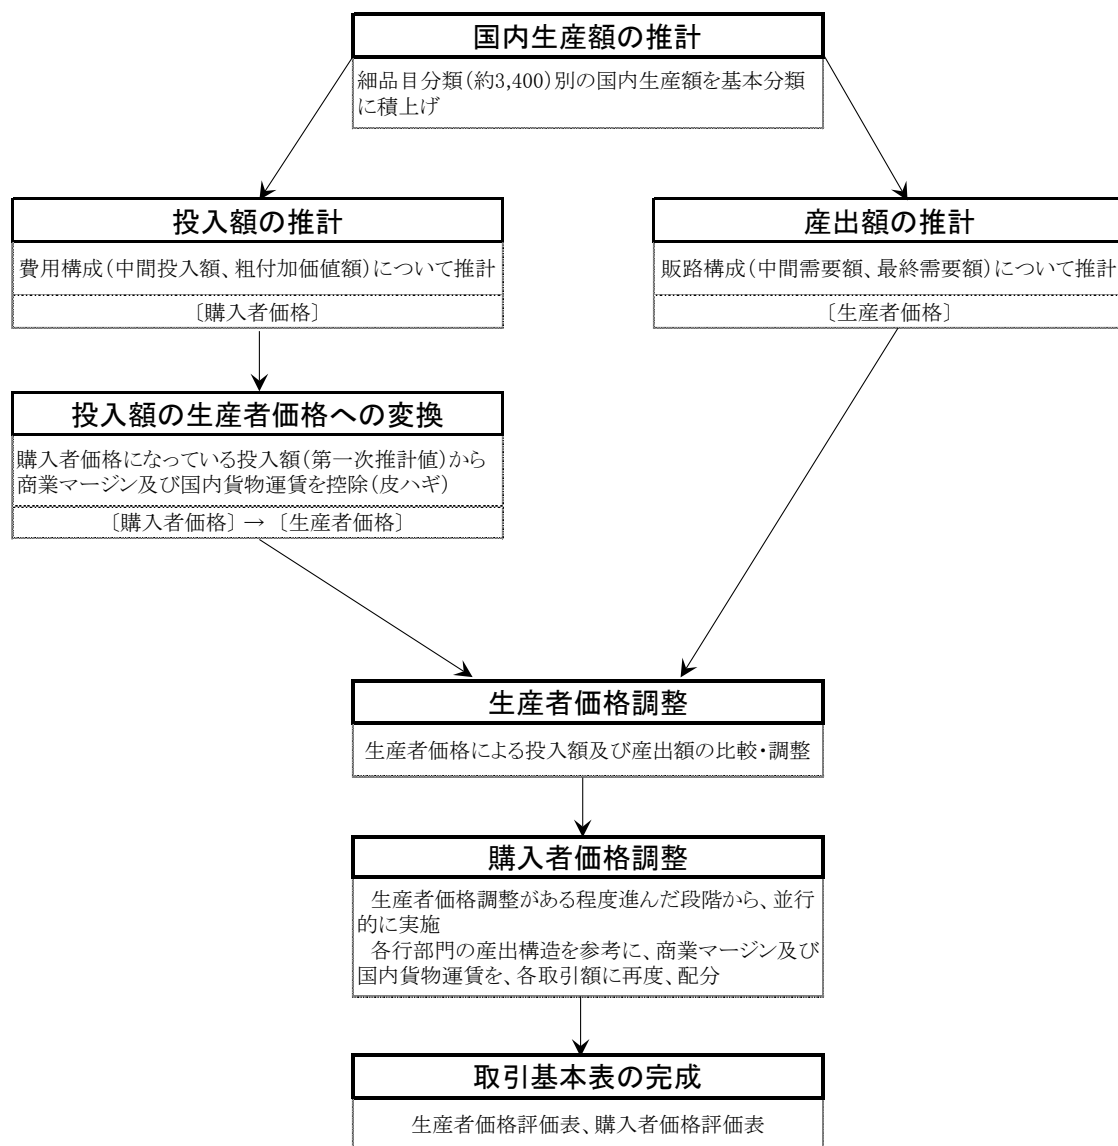 国内生産額の推計
細品目分類(約3,400)別の国内生産額を基本分類
に積上げ
投入額の推計
費用構成(中間投入額、粗付加価値額)について推計
〔購入者価格〕
産出額の推計
販路構成(中間需要額、最終需要額)について推計
〔生産者価格〕
投入額の生産者価格への変換
購入者価格になっている投入額(第一次推計値)から
商業マージン及び国内貨物運賃を控除(皮ハギ)
〔購入者価格〕 → 〔生産者価格〕
生産者価格調整
生産者価格による投入額及び産出額の比較・調整
購入者価格調整
生産者価格調整がある程度進んだ段階から、並行
的に実施
各行部門の産出構造を参考に、商業マージン及び
国内貨物運賃を、各取引額に再度、配分
取引基本表の完成
生産者価格評価表、購入者価格評価表